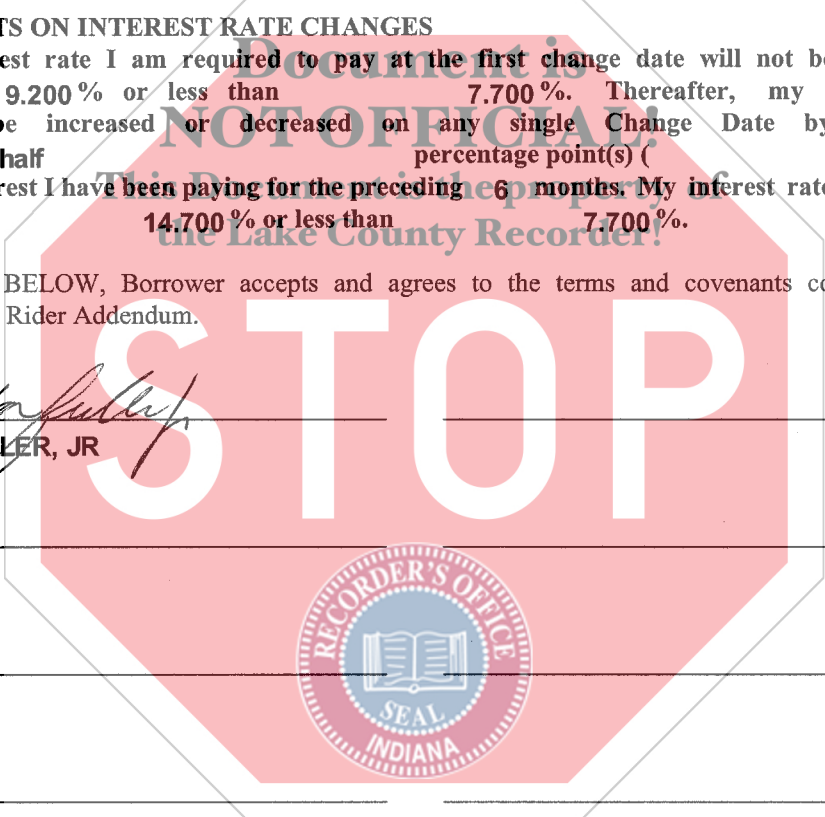 TS ON INTEREST RATE CHANGES
est rate I am required to pay at the first change date will not be
9.200 % or less than 7.700 %. Thereafter, my
be increased or decreased on any single Change Date by
half percentage point(s) (
rest I have been paying for the preceding 6 months. My interest rate
14.700 % or less than 7.700 %.
Document is
NOT OFFICIAL!
This Document is the property of
the Lake County Recorder!
BELOW, Borrower accepts and agrees to the terms and covenants co
Rider Addendum.
STOP
LER, JR
RECORDER'S OFFICE
SEAL
INDIANA